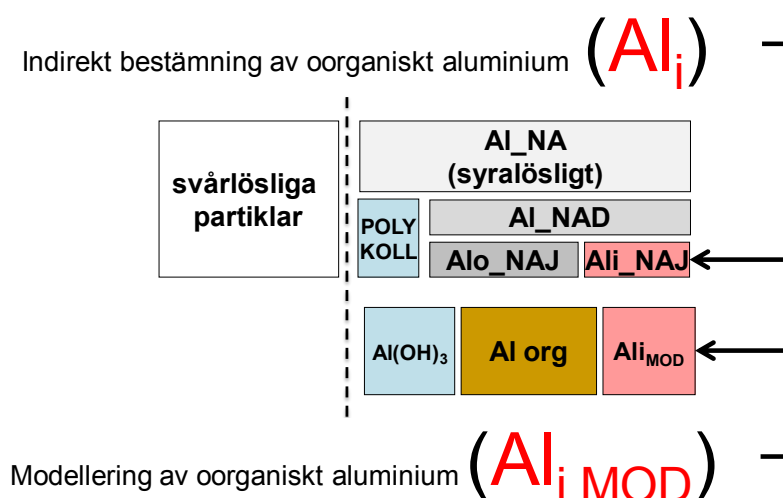 Indirekt bestämning av oorganiskt aluminium (Ali)
svårlösliga
partiklar
Al_NA
(syralösligt)
POLY
KOLL
Al_NAD
Alo_NAJ
Ali_NAJ
Al(OH)3
Al org
AliMOD
Modellering av oorganiskt aluminium (Ali MOD)